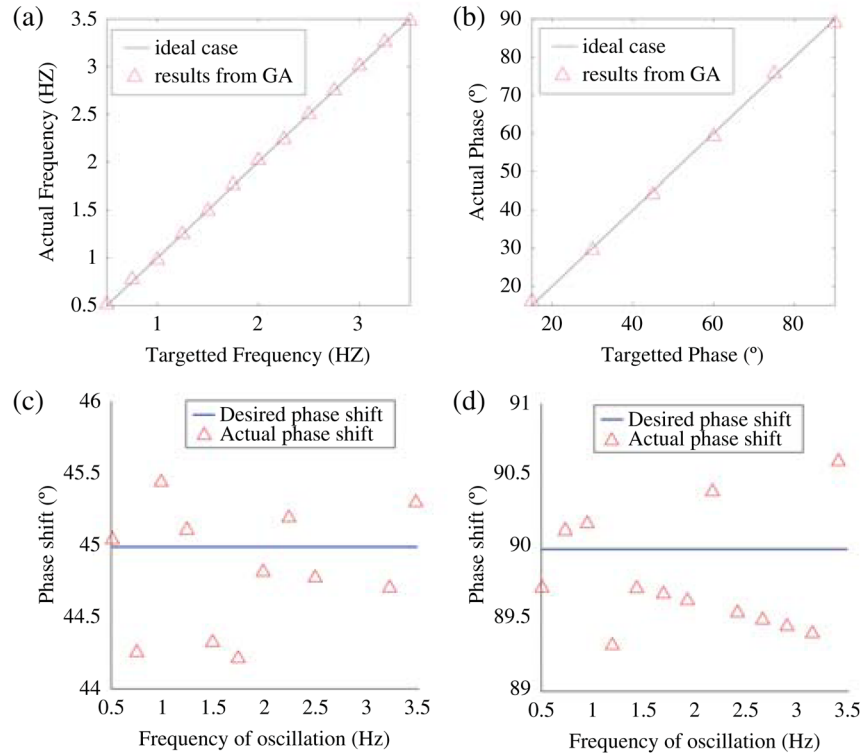 (a)
3.5
3
2.5
2
1.5
1
0.5
Actual Frequency (HZ)
ideal case
results from GA
1
2
3
Targetted Frequency (HZ)
(b)
90
80
70
60
50
40
30
20
Actual Phase (º)
ideal case
results from GA
20
40
60
80
Targetted Phase (º)
(c)
46
45.5
45
44.5
44
Phase shift (º)
Desired phase shift
Actual phase shift
0.5
1
1.5
2
2.5
3
3.5
Frequency of oscillation (Hz)
(d)
91
90.5
90
89.5
89
Phase shift (º)
Desired phase shift
Actual phase shift
0.5
1
1.5
2
2.5
3
3.5
Frequency of oscillation (Hz)